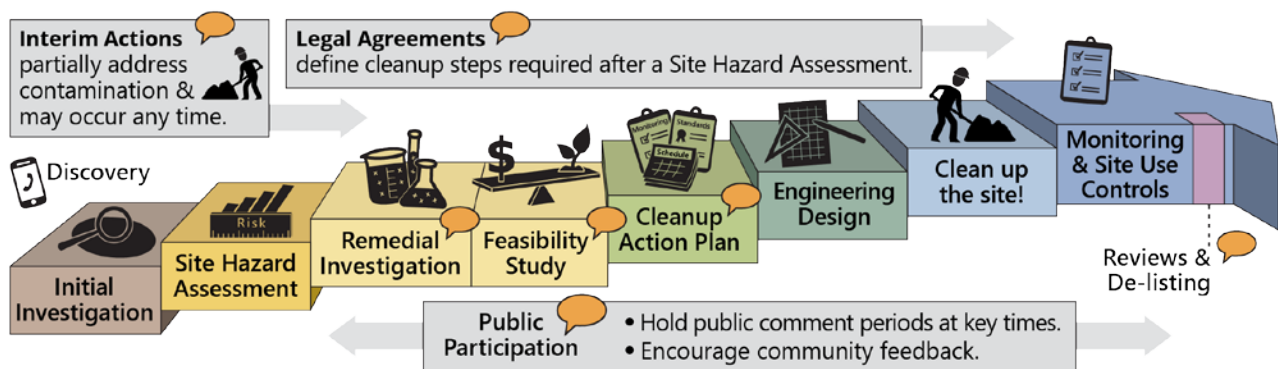 Interim Actions
partially address
contamination &
may occur any time.
Legal Agreements
define cleanup steps required after a Site Hazard Assessment.
Discovery
Initial
Investigation
Risk
Site Hazard
Assessment
Remedial
Investigation
$
Feasibility
Study
Monitoring
Standards
Schedule
Cleanup
Action Plan
Engineering
Design
Clean up
the site!
Monitoring
& Site Use
Controls
Reviews &
De-listing
Public
Participation
• Hold public comment periods at key times.
• Encourage community feedback.